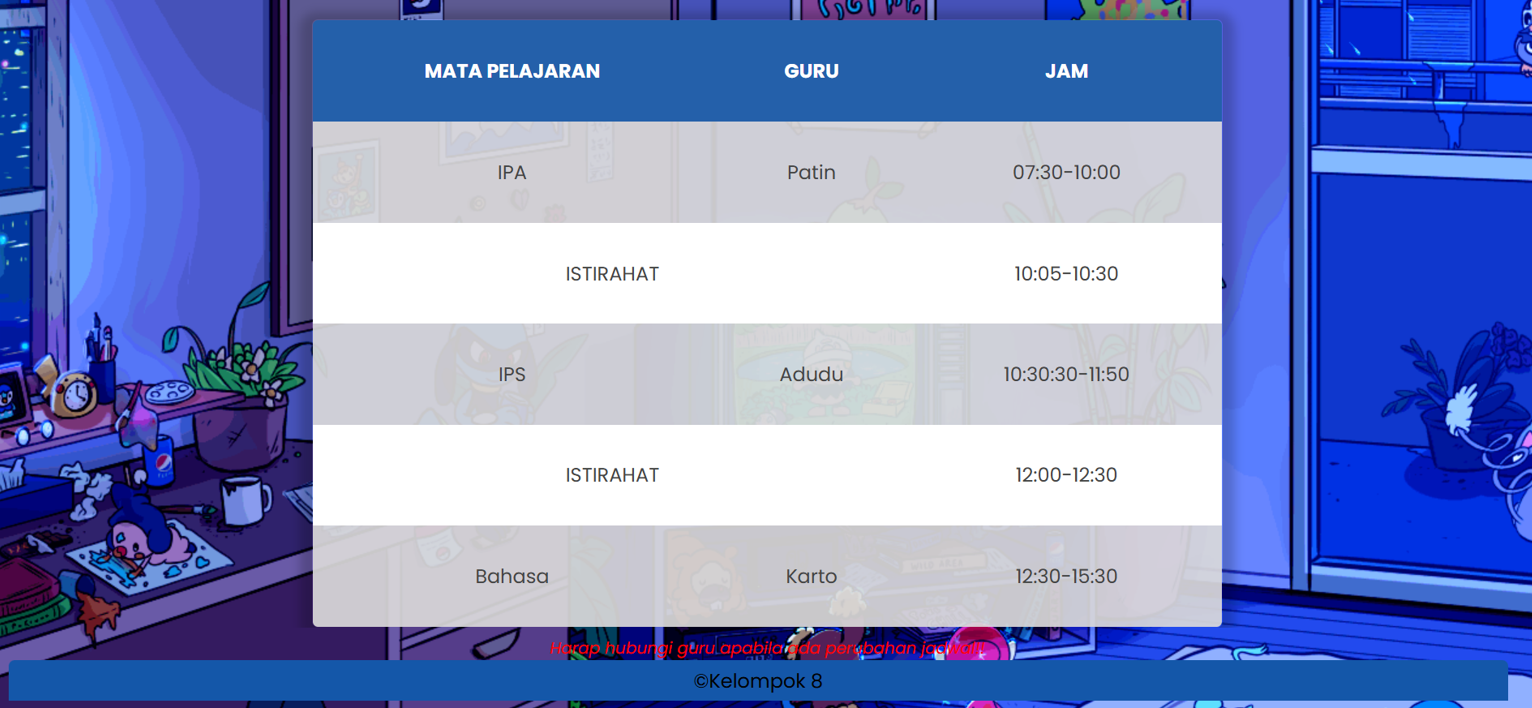 MATA PELAJARAN GURU JAM
IPA Patin 07:30-10:00
ISTIRAHAT 10:05-10:30
IPS Adudu 10:30:30-11:50
ISTIRAHAT 12:00-12:30
Bahasa Karto 12:30-15:30
Harap hubungi guru apabila ada perubahan jadwal!!
©Kelompok 8